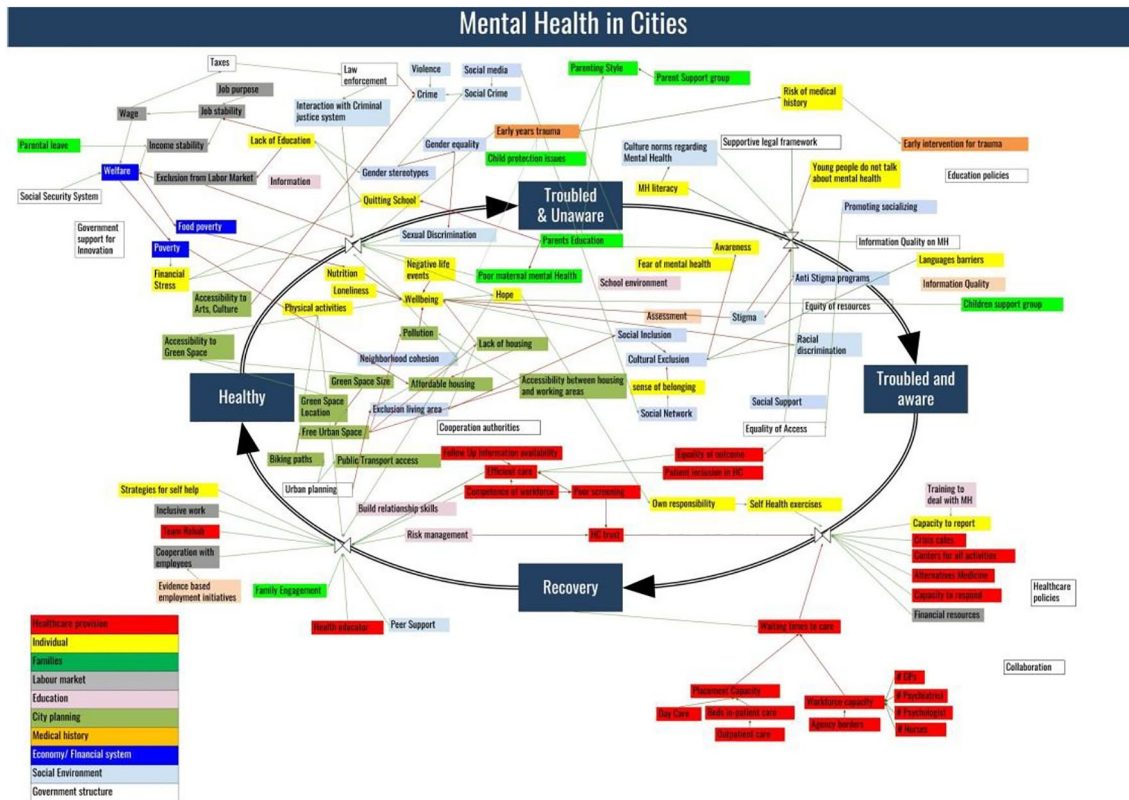 Mental Health in Cities
Taxes
Law
enforcement
Violence
Social media
Parenting Style
Parent Support group
Job purpose
Crime
Social Crime
Risk of medical
history
Wage
Job stability
Interaction with Criminal
justice system
Early years trauma
Lack of Education
Gender equality
Culture norms regarding
Mental Health
Supportive legal framework
Early intervention for trauma
Parental leave
Income stability
Child protection issues
Welfare
Exclusion from Labor Market
Information
Gender stereotypes
Young people do not talk
about mental health
Education policies
Social Security System
MH literacy
Quitting School
Troubled
& Unaware
Promoting socializing
Government
support for
Innovation
Food poverty
Sexual Discrimination
Parents Education
Information Quality on MH
Poverty
Awareness
Financial
Stress
Nutrition
Negative life
events
Poor maternal mental Health
Fear of mental health
Languages barriers
School environment
Anti Stigma programs
Information Quality
Loneliness
Hope
Accessibility to
Arts, Culture
Physical activities
Wellbeing
Equity of resources
Children support group
Assessment
Stigma
Pollution
Social Inclusion
Accessibility to
Green Space
Lack of housing
Racial
discrimination
Neighborhood cohesion
Cultural Exclusion
Healthy
Green Space Size
Affordable housing
Accessibility between housing
and working areas
sense of belonging
Troubled and
aware
Green Space
Location
Exclusion living area
Social Network
Social Support
Free Urban Space
Cooperation authorities
Equality of Access
Follow Up information availability
Equality of outcome
Biking paths
Public Transport access
Efficient care
Patient inclusion in HC
Urban planning
Competence of workforce
Poor screening
Strategies for self help
Training to
deal with MH
Inclusive work
Build relationship skills
Own responsibility
Self Health exercises
Team Rehab
Capacity to report
Risk management
HC trust
Crisis cafes
Cooperation with
employees
Centers for all activities
Alternatives Medicine
Evidence based
employment initiatives
Family Engagement
Recovery
Capacity to respond
Healthcare
policies
Financial resources
Health educator
Peer Support
Waiting times to care
Collaboration
Healthcare provision
Individual
Families
Labour market
Education
City planning
Medical history
Economy/ FInancial system
Social Environment
Government structure
Placement Capacity
Day Care
Beds in-patient care
Outpatient care
Workforce capacity
Agency borders
# GPs
# Psychiatrist
# Psychologist
# Nurses